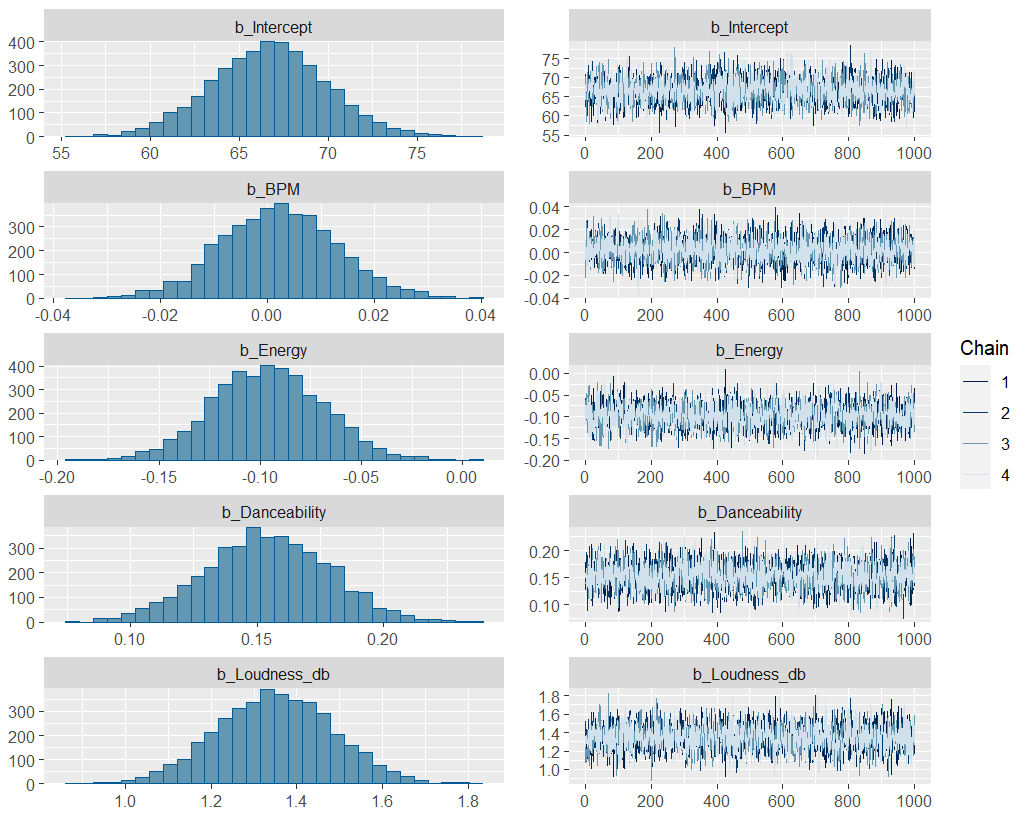 b_Intercept
400
300
200
100
0
55 60 65 70 75
b_Intercept
75
70
65
60
55
0 200 400 600 800 1000
b_BPM
300
200
100
0
-0.04 -0.02 0.00 0.02 0.04
b_BPM
0.04
0.02
0.00
-0.02
-0.04
0 200 400 600 800 1000
b_Energy
400
300
200
100
0
-0.20 -0.15 -0.10 -0.05 0.00
b_Energy
0.00
-0.05
-0.10
-0.15
-0.20
0 200 400 600 800 1000
b_Danceability
300
200
100
0
0.10 0.15 0.20
b_Danceability
0.20
0.15
0.10
0 200 400 600 800 1000
b_Loudness_db
300
200
100
0
1.0 1.2 1.4 1.6 1.8
b_Loudness_db
1.8
1.6
1.4
1.2
1.0
0 200 400 600 800 1000
Chain
1
2
3
4